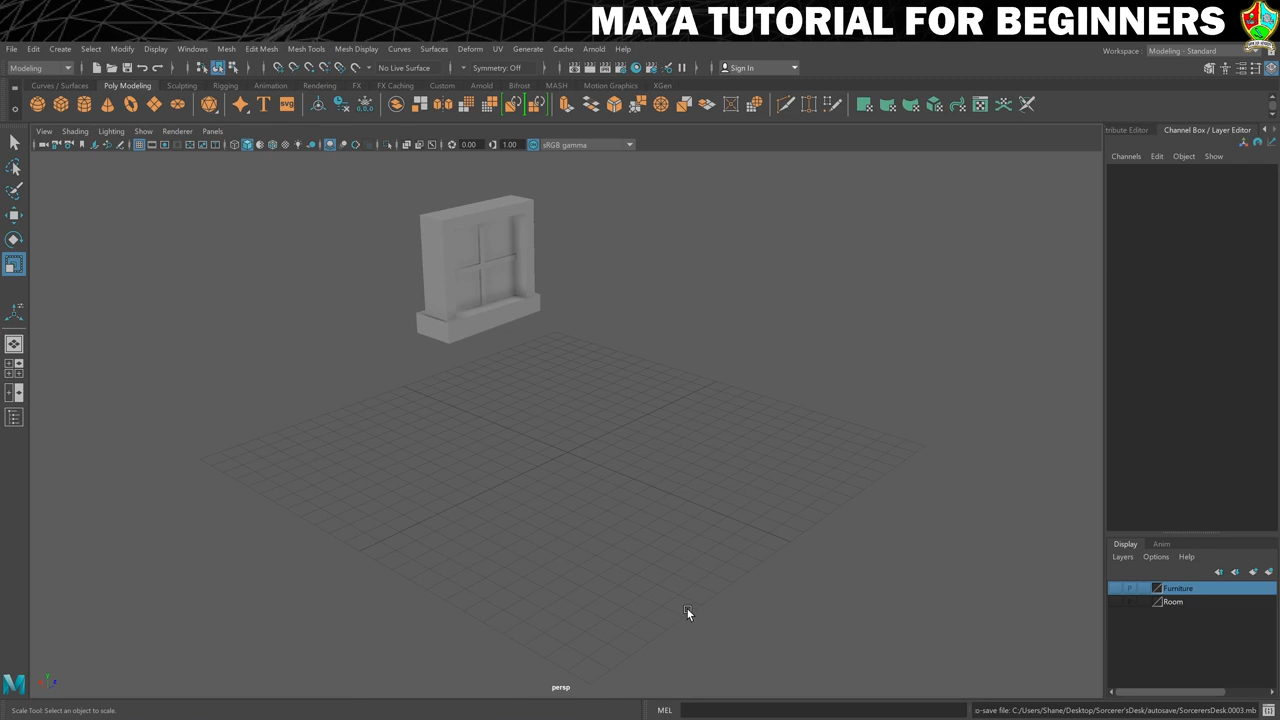 MAYA TUTORIAL FOR BEGINNERS
File Edit Create Select Modify Display Windows Mesh Edit Mesh Mesh Tools Mesh Display Curves Surfaces Deform UV Generate Cache Arnold Help
Workspace : Modeling - Standard
Modeling
No Live Surface
Symmetry: Off
Sign In
Curves / Surfaces Poly Modeling Sculpting Rigging Animation Rendering FX FX Caching Custom Arnold Bifrost MASH Motion Graphics XGen
View Shading Lighting Show Renderer Panels
0.00 1.00 sRGB gamma
tribute Editor Channel Box / Layer Editor
Channels Edit Object Show
persp
Display Anim
Layers Options Help
P Furniture
Room
Scale Tool: Select an object to scale.
MEL
o-save file: C:/Users/Shane/Desktop/Sorcerer'sDesk/autosave/SorcerersDesk.0003.mb